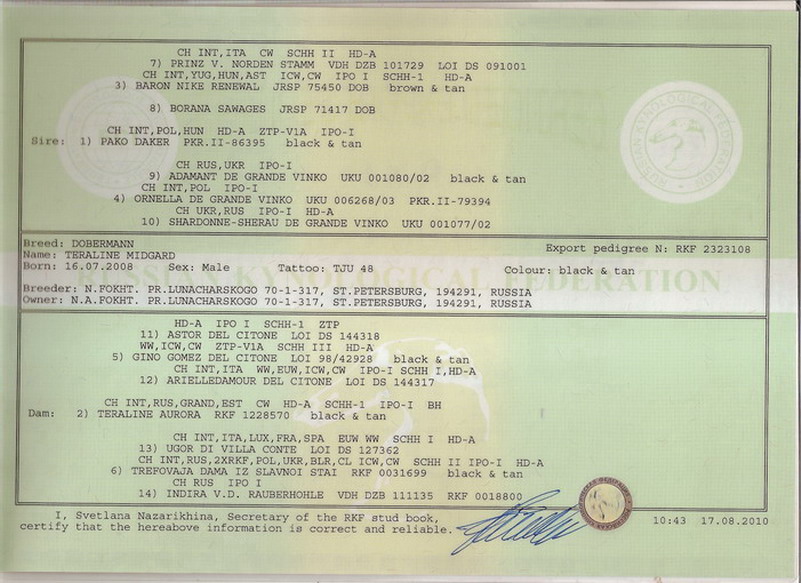 CH INT,ITA CW SCHH II HD-A
7) PRINZ V. NORDEN STAMM VDH DZB 101729 LOI DS 091001
CH INT,YUG,HUN,AST ICW,CW IPO I SCHH-1 HD-A
3) BARON NIKE RENEWAL JRSP 75450 DOB brown & tan
8) BORANA SAWAGES JRSP 71417 DOB
CH INT,POL,HUN HD-A ZTP-V1A IPO-I
Sire: 1) PAKO DAKER PKR.II-86395 black & tan
CH RUS,UKR IPO-I
9) ADAMANT DE GRANDE VINKO UKU 001080/02 black & tan
CH INT,POL IPO-I
4) ORNELLA DE GRANDE VINKO UKU 006268/03 PKR.II-79394
CH UKR,RUS IPO-I HD-A
10) SHARDONNE-SHERAU DE GRANDE VINKO UKU 001077/02
RUSSIAN KYNOLOGICAL FEDERATION
Breed: DOBERMANN
Name: TERALINE MIDGARD Export pedigree N: RKF 2323108
Born: 16.07.2008 Sex: Male Tattoo: TJU 48 Colour: black & tan
Breeder: N.FOKHT. PR.LUNACHARSKOGO 70-1-317, ST.PETERSBURG, 194291, RUSSIA
Owner: N.A.FOKHT. PR.LUNACHARSKOGO 70-1-317, ST.PETERSBURG, 194291, RUSSIA
HD-A IPO I SCHH-1 ZTP
11) ASTOR DEL CITONE LOI DS 144318
WW,ICW,CW ZTP-V1A SCHH III HD-A
5) GINO GOMEZ DEL CITONE LOI 98/42928 black & tan
CH INT,ITA WW,EUW,ICW,CW IPO-I SCHH I,HD-A
12) ARIELLEDAMOUR DEL CITONE LOI DS 144317
CH INT,RUS,GRAND,EST CW HD-A SCHH-1 IPO-I BH
Dam: 2) TERALINE AURORA RKF 1228570 black & tan
CH INT,ITA,LUX,FRA,SPA EUW WW SCHH I HD-A
13) UGOR DI VILLA CONTE LOI DS 127362
CH INT,RUS,2XRKF,POL,UKR,BLR,CL ICW,CW SCHH II IPO-I HD-A
6) TREFOVAJA DAMA IZ SLAVNOI STAI RKF 0031699 black & tan
CH RUS IPO I
14) INDIRA V.D. RAUBERHOHLE VDH DZB 111135 RKF 0018800
I, Svetlana Nazarikhina, Secretary of the RKF stud book,
certify that the hereabove information is correct and reliable.
10:43 17.08.2010